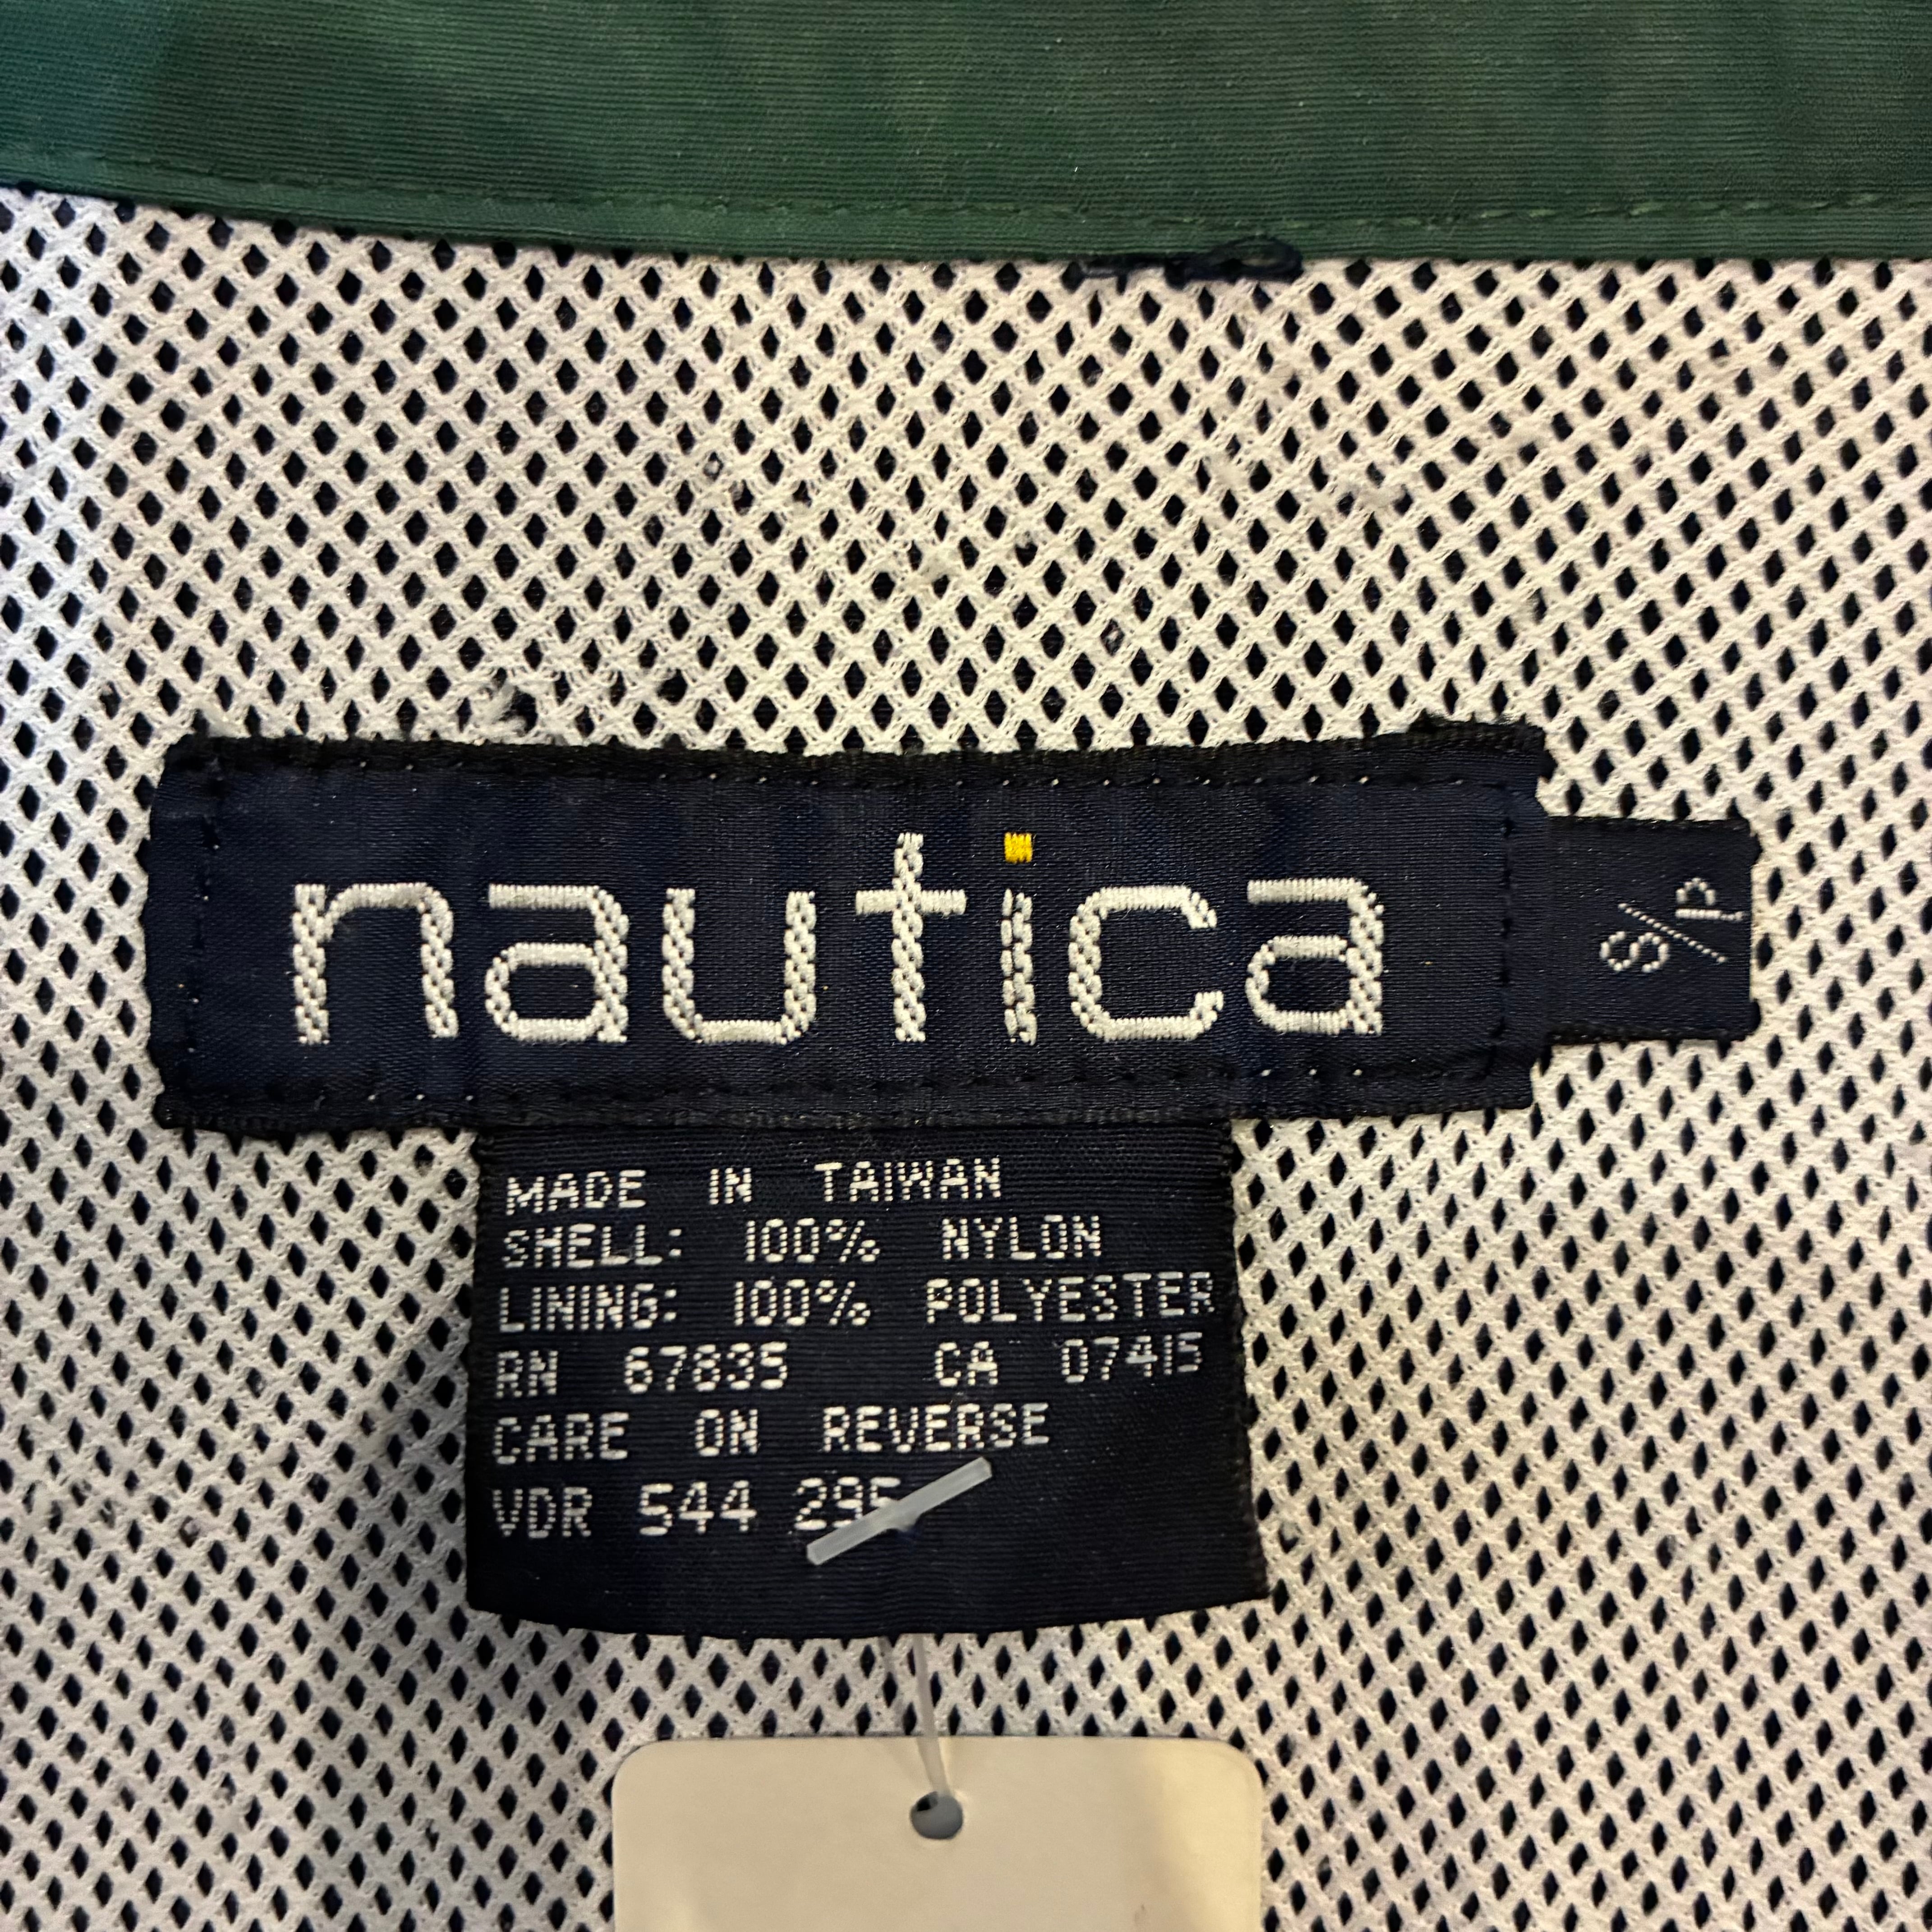 nautica
S/P
MADE IN TAIWAN
SHELL: 100% NYLON
LINING: 100% POLYESTER
RN 67835 CA 07415
CARE ON REVERSE
VDR 544 295